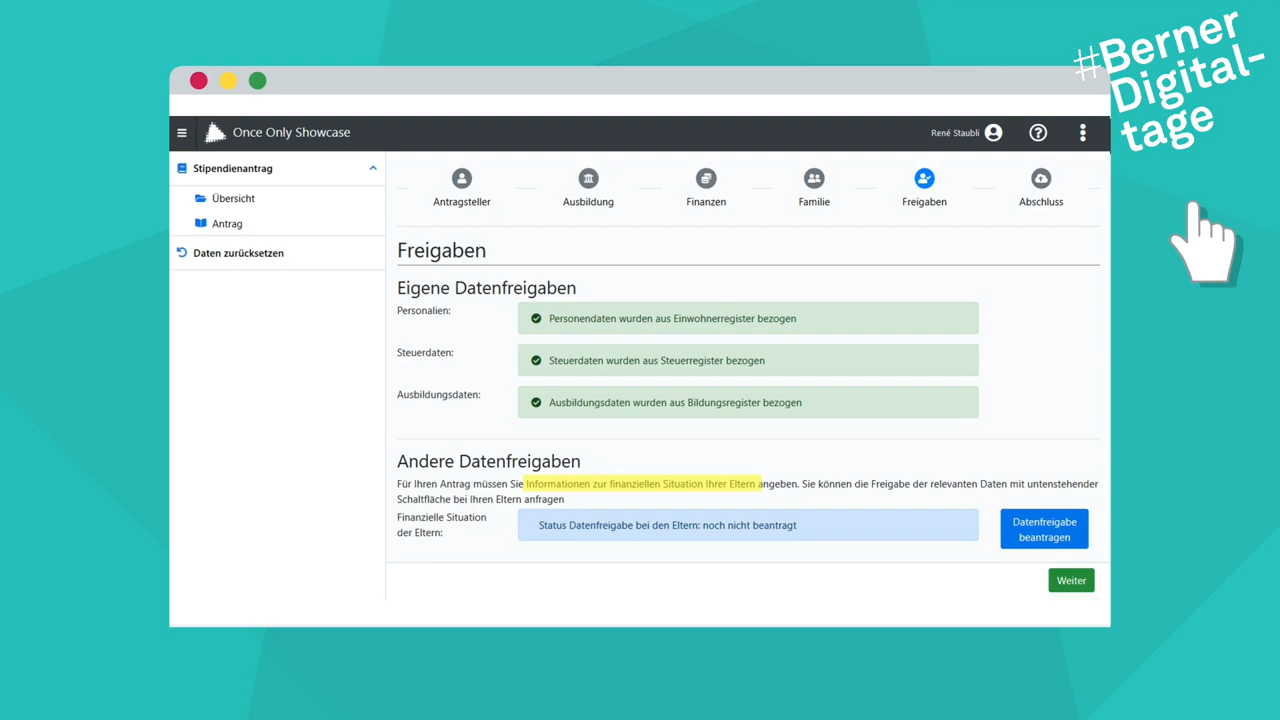 #Berner
Digital-
tage
Once Only Showcase
René Staubli
Stipendienantrag
Übersicht
Antrag
Daten zurücksetzen
Antragsteller
Ausbildung
Finanzen
Familie
Freigaben
Abschluss
Freigaben
Eigene Datenfreigaben
Personalien:
Personendaten wurden aus Einwohnerregister bezogen
Steuerdaten:
Steuerdaten wurden aus Steuerregister bezogen
Ausbildungsdaten:
Ausbildungsdaten wurden aus Bildungsregister bezogen
Andere Datenfreigaben
Für Ihren Antrag müssen Sie Informationen zur finanziellen Situation Ihrer Eltern angeben. Sie können die Freigabe der relevanten Daten mit untenstehender
Schaltfläche bei Ihren Eltern anfragen
Finanzielle Situation
der Eltern:
Status Datenfreigabe bei den Eltern: noch nicht beantragt
Datenfreigabe
beantragen
Weiter